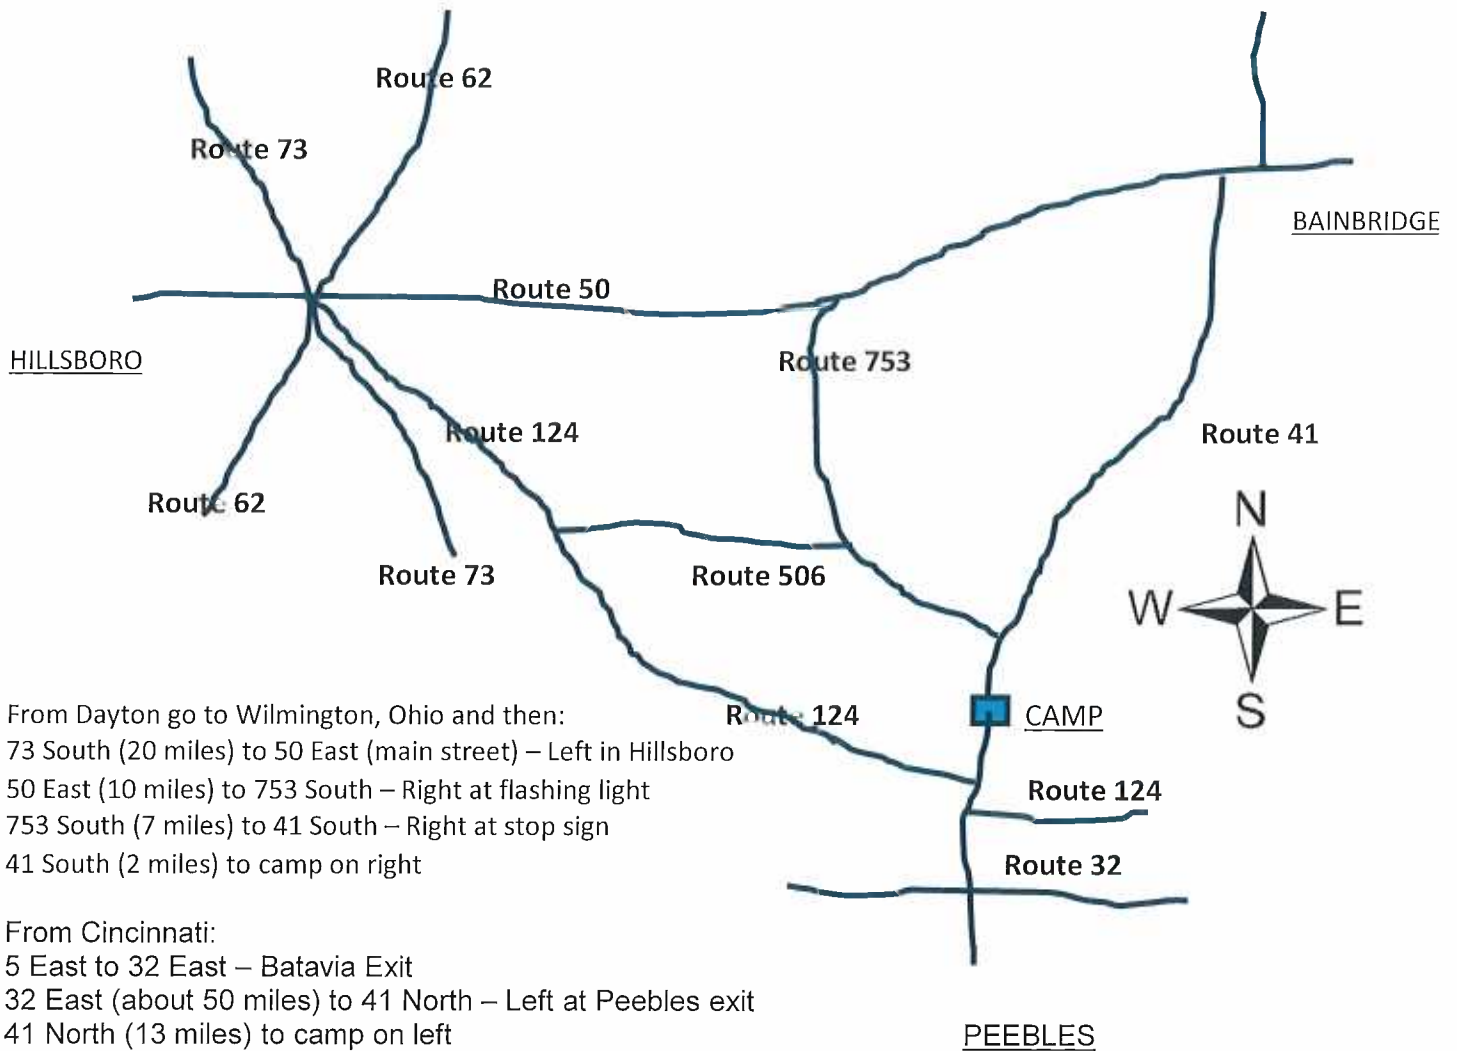 Route 62
Route 73
BAINBRIDGE
Route 50
HILLSBORO
Route 753
Route 124
Route 41
Route 62
N
Route 73
Route 506
W
E
S
Route 124
CAMP
Route 124
Route 32
From Dayton go to Wilmington, Ohio and then:
73 South (20 miles) to 50 East (main street) – Left in Hillsboro
50 East (10 miles) to 753 South – Right at flashing light
753 South (7 miles) to 41 South – Right at stop sign
41 South (2 miles) to camp on right
From Cincinnati:
5 East to 32 East – Batavia Exit
32 East (about 50 miles) to 41 North – Left at Peebles exit
41 North (13 miles) to camp on left
PEEBLES